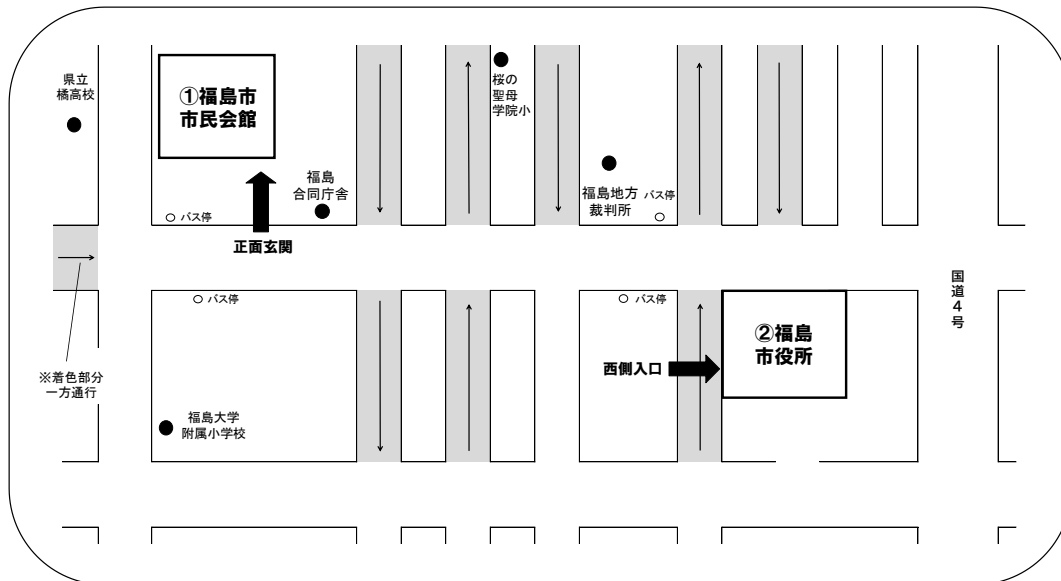 県立
橘高校
①福島市
市民会館
桜の
聖母
学院小
福島
合同庁舎
福島地方
裁判所
バス停
バス停
正面玄関
バス停
バス停
国道4号
②福島
市役所
西側入口
※着色部分
一方通行
福島大学
附属小学校